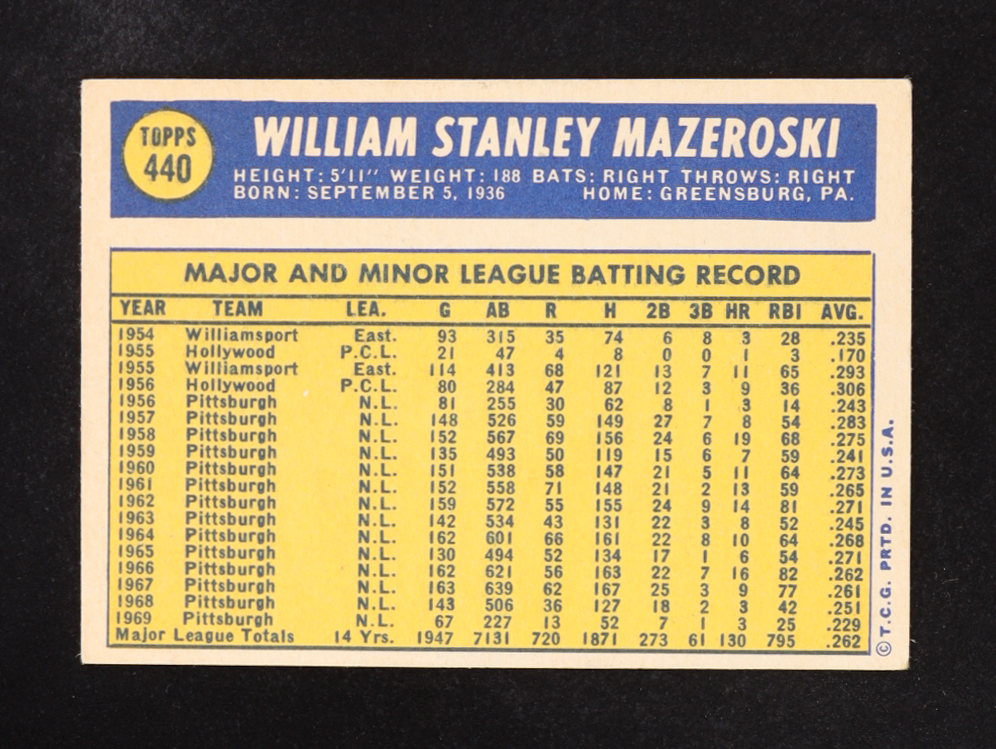 TOPPS
440
WILLIAM STANLEY MAZEROSKI
HEIGHT: 5'11" WEIGHT: 188 BATS: RIGHT THROWS: RIGHT
BORN: SEPTEMBER 5, 1936 HOME: GREENSBURG, PA.
MAJOR AND MINOR LEAGUE BATTING RECORD
YEAR TEAM LEA. G AB R H 2B 3B HR RBI AVG.
1954 Williamsport East. 93 315 35 74 6 8 3 28 .235
1955 Hollywood P.C.L. 21 47 4 8 0 0 1 3 .170
1955 Williamsport East. 114 413 68 121 13 7 11 65 .293
1956 Hollywood P.C.L. 80 284 47 87 12 3 9 36 .306
1956 Pittsburgh N.L. 81 255 30 62 8 1 3 14 .243
1957 Pittsburgh N.L. 148 526 59 149 27 7 8 54 .283
1958 Pittsburgh N.L. 152 567 69 156 24 6 19 68 .275
1959 Pittsburgh N.L. 135 493 50 119 15 6 7 59 .241
1960 Pittsburgh N.L. 151 538 58 147 21 5 11 64 .273
1961 Pittsburgh N.L. 152 558 71 148 21 2 13 59 .265
1962 Pittsburgh N.L. 159 572 55 155 24 9 14 81 .271
1963 Pittsburgh N.L. 142 534 43 131 22 3 8 52 .245
1964 Pittsburgh N.L. 162 601 66 161 22 8 10 64 .268
1965 Pittsburgh N.L. 130 494 52 134 17 1 6 54 .271
1966 Pittsburgh N.L. 162 621 56 163 22 7 16 82 .262
1967 Pittsburgh N.L. 163 639 62 167 25 3 9 77 .261
1968 Pittsburgh N.L. 143 506 36 127 18 2 3 42 .251
1969 Pittsburgh N.L. 67 227 13 52 7 1 3 25 .229
Major League Totals 14 Yrs. 1947 7131 720 1871 273 61 130 795 .262
©T.C.G. PRTD. IN U.S.A.